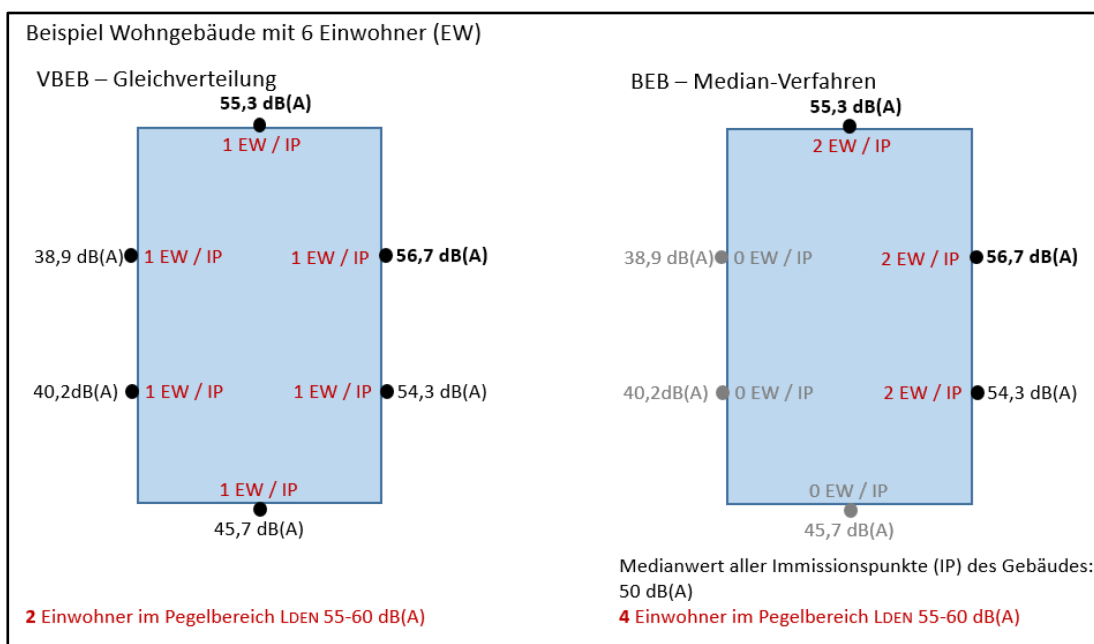 Beispiel Wohngebäude mit 6 Einwohner (EW)
VBEB – Gleichverteilung
55,3 dB(A)
1 EW / IP
38,9 dB(A) 1 EW / IP 1 EW / IP 56,7 dB(A)
40,2dB(A) 1 EW / IP 1 EW / IP 54,3 dB(A)
1 EW / IP
45,7 dB(A)
2 Einwohner im Pegelbereich LDEN 55-60 dB(A)
BEB – Median-Verfahren
55,3 dB(A)
2 EW / IP
38,9 dB(A) 0 EW / IP 2 EW / IP 56,7 dB(A)
40,2dB(A) 0 EW / IP 2 EW / IP 54,3 dB(A)
0 EW / IP
45,7 dB(A)
Medianwert aller Immissionspunkte (IP) des Gebäudes:
50 dB(A)
4 Einwohner im Pegelbereich LDEN 55-60 dB(A)